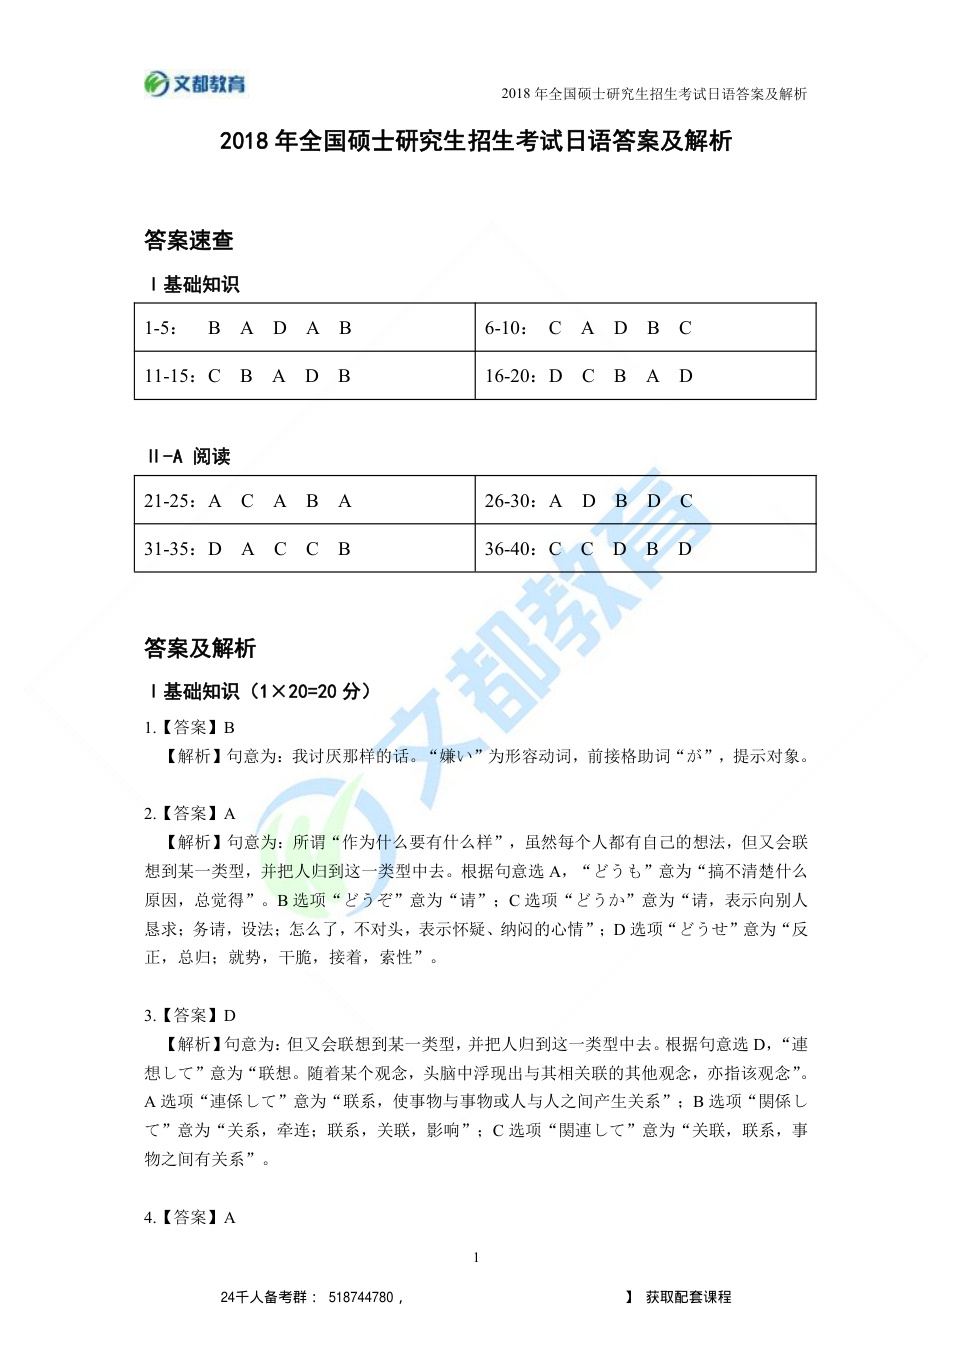 文都教育
2018 年全国硕士研究生招生考试日语答案及解析
2018 年全国硕士研究生招生考试日语答案及解析
答案速查
Ⅰ基础知识
1-5： B A D A B
6-10： C A D B C
11-15：C B A D B
16-20：D C B A D
Ⅱ-A 阅读
21-25：A C A B A
26-30：A D B D C
31-35：D A C C B
36-40：C C D B D
文都教育
答案及解析
Ⅰ基础知识（1×20=20 分）
1.【答案】B
【解析】句意为：我讨厌那样的话。“嫌い”为形容动词，前接格助词“が”，提示对象。
2.【答案】A
【解析】句意为：所谓“作为什么要有什么样”，虽然每个人都有自己的想法，但又会联
想到某一类型，并把人归到这一类型中去。根据句意选 A，“どうも”意为“搞不清楚什么
原因，总觉得”。B 选项“どうぞ”意为“请”；C 选项“どうか”意为“请，表示向别人
恳求；务请，设法；怎么了，不对头，表示怀疑、纳闷的心情”；D 选项“どうせ”意为“反
正，总归；就势，干脆，接着，索性”。
3.【答案】D
【解析】句意为：但又会联想到某一类型，并把人归到这一类型中去。根据句意选 D，“連
想して”意为“联想。随着某个观念，头脑中浮现出与其相关联的其他观念，亦指该观念”。
A 选项“連係して”意为“联系，使事物与事物或人与人之间产生关系”；B 选项“関係し
て”意为“关系，牵连；联系，关联，影响”；C 选项“関連して”意为“关联，联系，事
物之间有关系”。
4.【答案】A
1
24千人备考群： 518744780， 】 获取配套课程